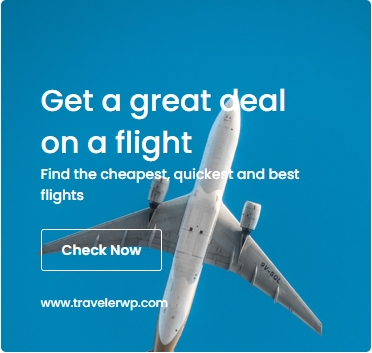 Get a great deal
on a flight
Find the cheapest, quickest and best
flights
Check Now
www.travelerwp.com